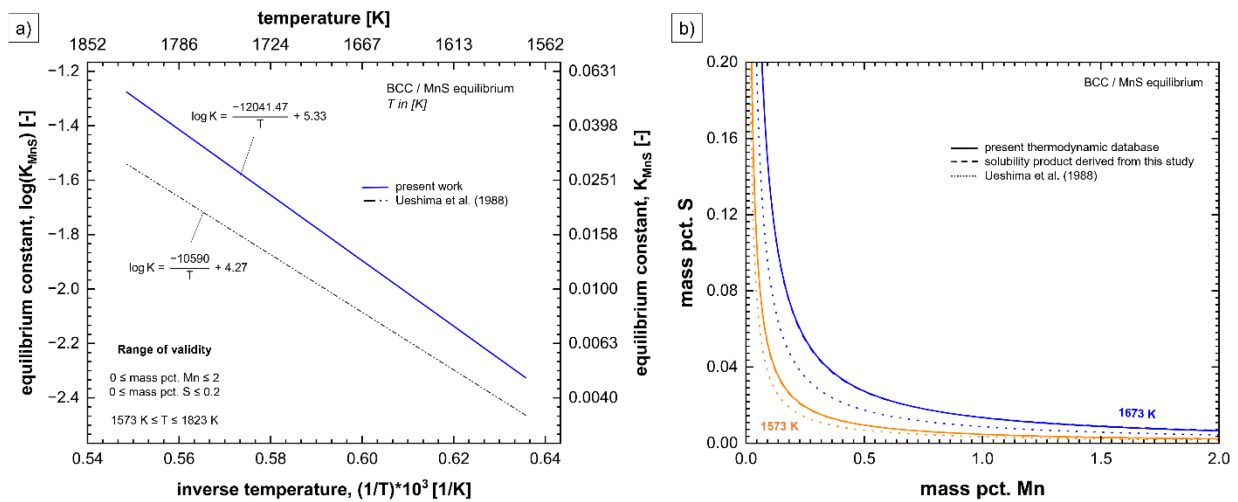 a)
temperature [K]
1852 1786 1724 1667 1613 1562
equilibrium constant, log(K_MnS) [-]
−1.2
−1.4
−1.6
−1.8
−2.0
−2.2
−2.4
BCC / MnS equilibrium
T in [K]
log K = −12041.47/T + 5.33
present work
Ueshima et al. (1988)
log K = −10590/T + 4.27
Range of validity
0 ≤ mass pct. Mn ≤ 2
0 ≤ mass pct. S ≤ 0.2
1573 K ≤ T ≤ 1823 K
0.0631
0.0398
0.0251
0.0158
0.0100
0.0063
0.0040
equilibrium constant, K_MnS [-]
0.54 0.56 0.58 0.60 0.62 0.64
inverse temperature, (1/T)*10³ [1/K]
b)
mass pct. S
0.20
0.16
0.12
0.08
0.04
0.00
BCC / MnS equilibrium
present thermodynamic database
solubility product derived from this study
Ueshima et al. (1988)
1673 K
1573 K
0.0 0.5 1.0 1.5 2.0
mass pct. Mn